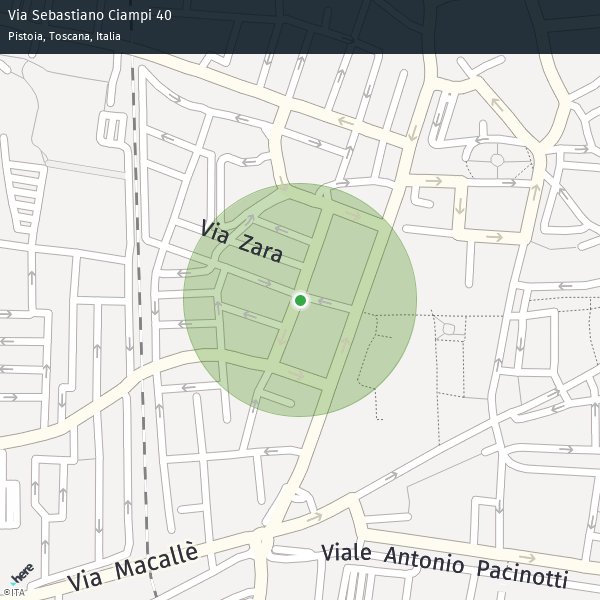 Via Sebastiano Ciampi 40
Pistoia, Toscana, Italia
Via Zara
Via Macallè
Viale Antonio Pacinotti
here
©ITA